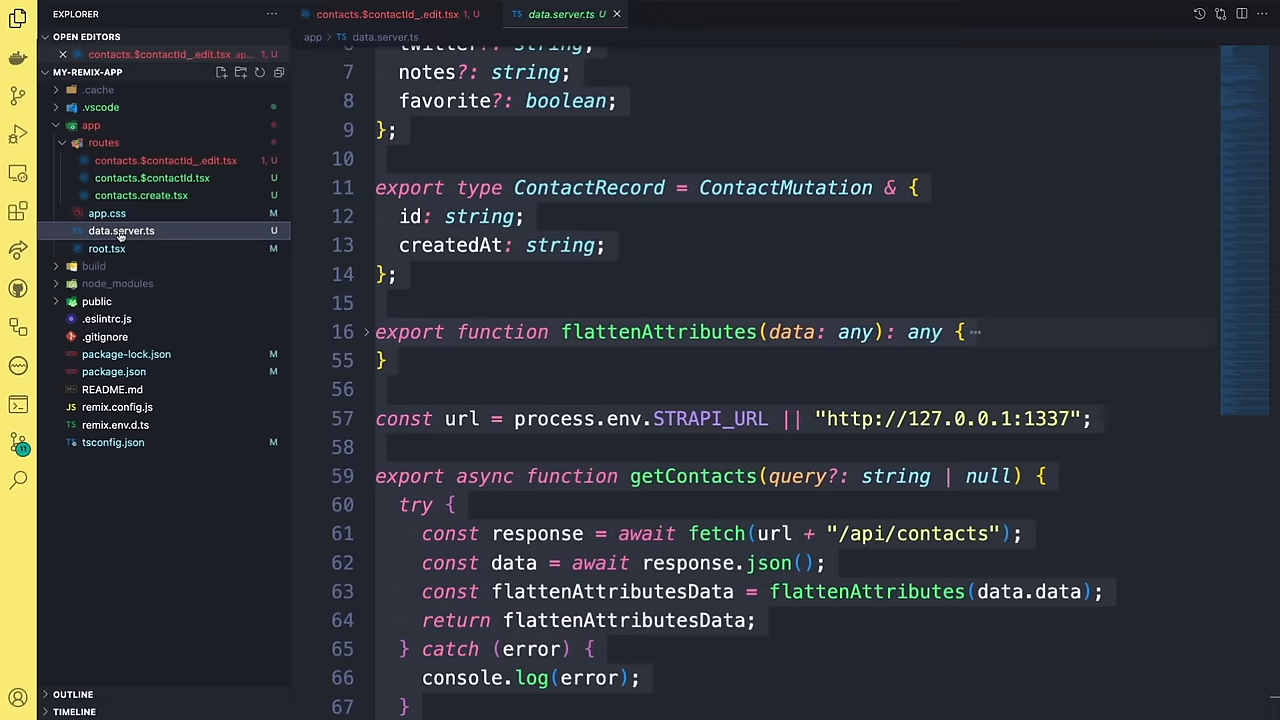 EXPLORER
OPEN EDITORS
contacts.$contactId_.edit.tsx ap... 1, U
MY-REMIX-APP
.cache
.vscode
app
routes
contacts.$contactId_.edit.tsx 1, U
contacts.$contactId.tsx U
contacts.create.tsx U
app.css M
data.server.ts U
root.tsx M
build
node_modules
public
.eslintrc.js
.gitignore
package-lock.json M
package.json M
README.md
remix.config.js
remix.env.d.ts
tsconfig.json M
OUTLINE
TIMELINE
11
contacts.$contactId_.edit.tsx 1, U
TS data.server.ts U
app > data.server.ts
6 twitter?: string;
7 notes?: string;
8 favorite?: boolean;
9 };
10
11 export type ContactRecord = ContactMutation & {
12 id: string;
13 createdAt: string;
14 };
15
16 export function flattenAttributes(data: any): any {
55 }
56
57 const url = process.env.STRAPI_URL || "http://127.0.0.1:1337";
58
59 export async function getContacts(query?: string | null) {
60 try {
61 const response = await fetch(url + "/api/contacts");
62 const data = await response.json();
63 const flattenAttributesData = flattenAttributes(data.data);
64 return flattenAttributesData;
65 } catch (error) {
66 console.log(error);
67 }